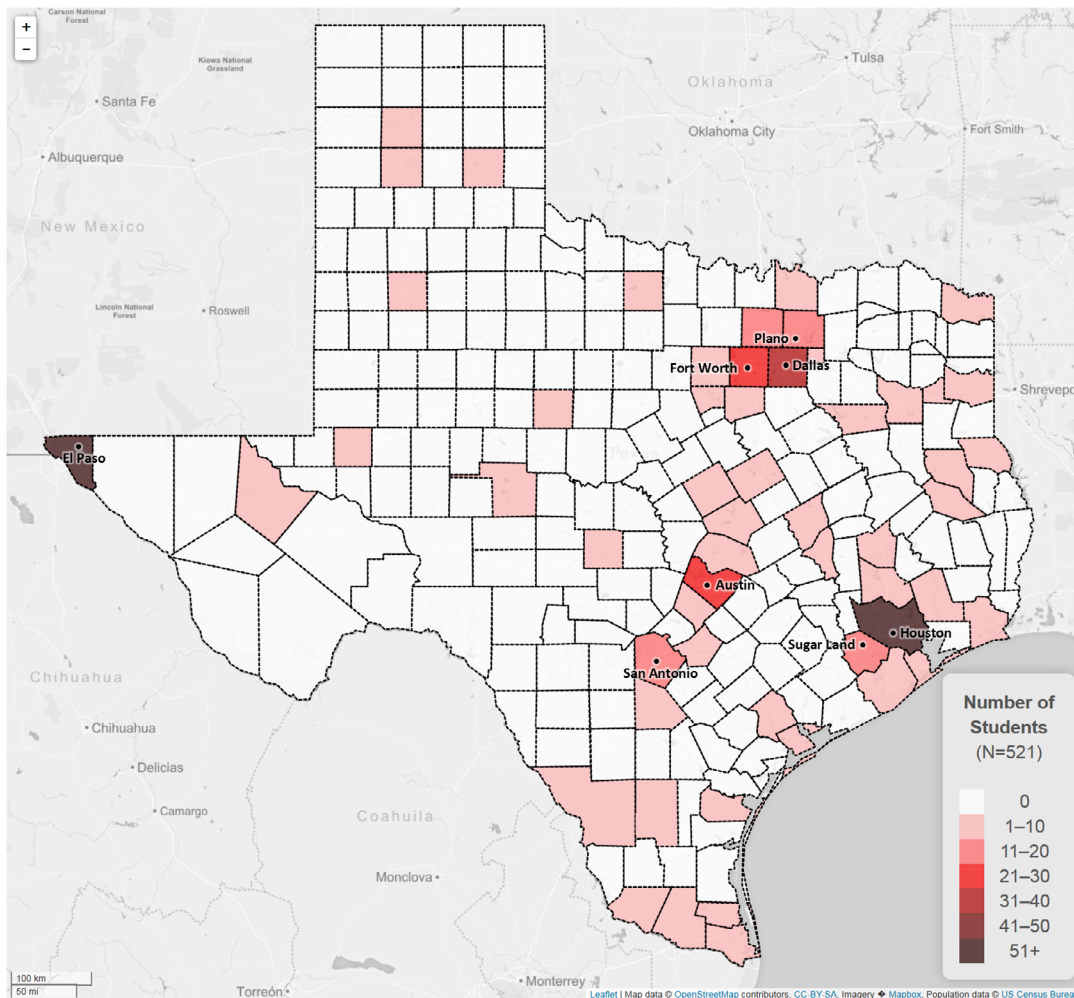 Carson National
Forest
+
−
Kiowa National
Grassland
Tulsa
Oklahoma
Santa Fe
Oklahoma City
Fort Smith
Albuquerque
New Mexico
Lincoln National
Forest
Roswell
Plano
Fort Worth
Dallas
Shrevepo
El Paso
Texas
Austin
Houston
Sugar Land
San Antonio
Chihuahua
Chihuahua
Delicias
Camargo
Coahuila
Monclova
Monterrey
Torreón
Number of
Students
(N=521)
0
1–10
11–20
21–30
31–40
41–50
51+
100 km
50 mi
Leaflet | Map data © OpenStreetMap contributors, CC-BY-SA, Imagery � Mapbox, Population data © US Census Burea